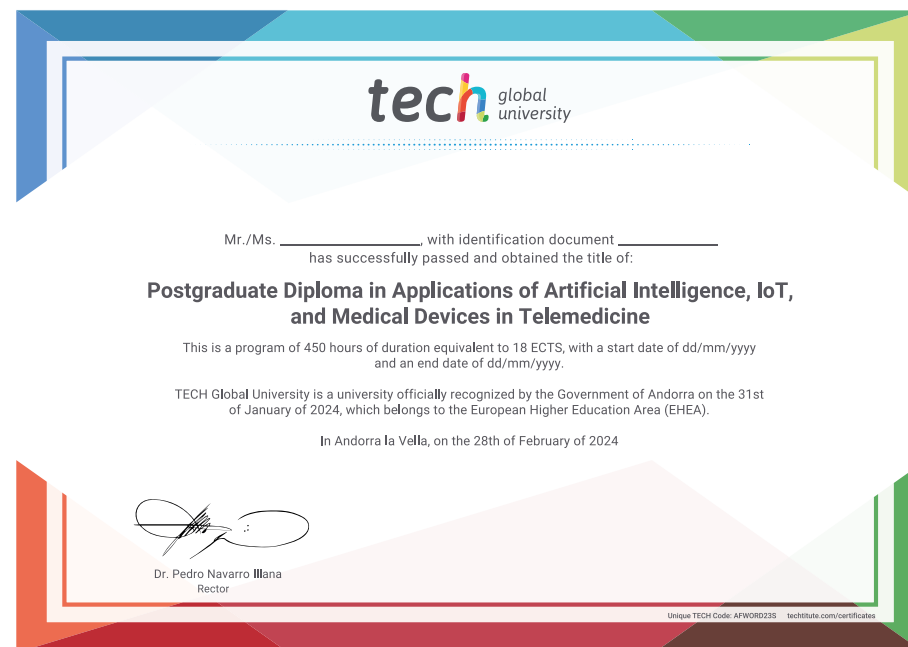 tech global
university
Mr./Ms. ____________, with identification document ____________
has successfully passed and obtained the title of:
Postgraduate Diploma in Applications of Artificial Intelligence, IoT,
and Medical Devices in Telemedicine
This is a program of 450 hours of duration equivalent to 18 ECTS, with a start date of dd/mm/yyyy
and an end date of dd/mm/yyyy.
TECH Global University is a university officially recognized by the Government of Andorra on the 31st
of January of 2024, which belongs to the European Higher Education Area (EHEA).
In Andorra la Vella, on the 28th of February of 2024
Dr. Pedro Navarro Illana
Rector
Unique TECH Code: AFWORD23S techtitute.com/certificates